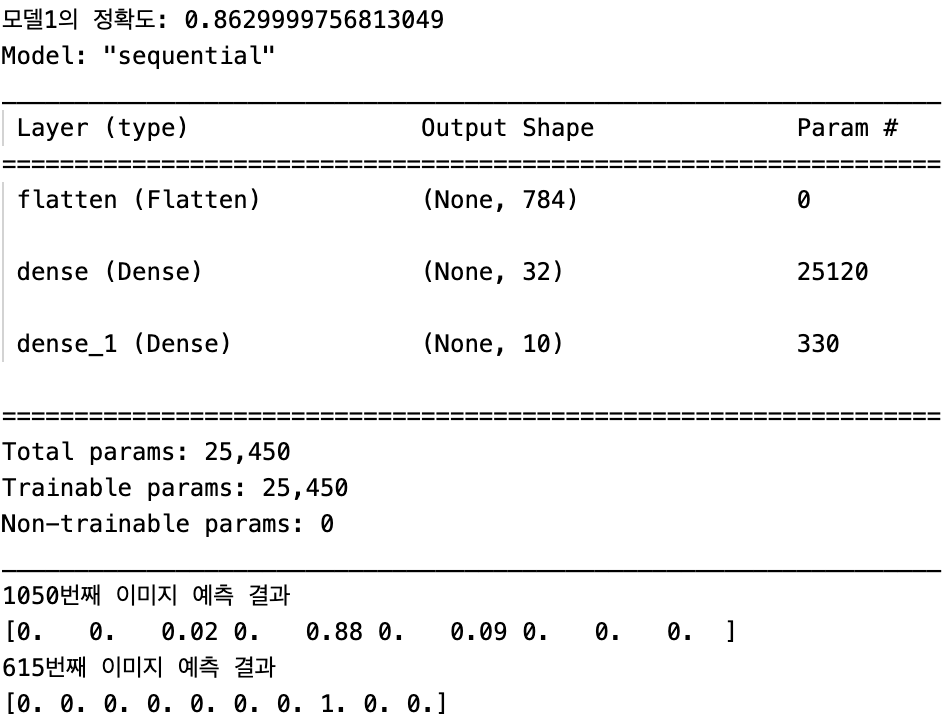 모델1의 정확도: 0.8629999756813049
Model: "sequential"
_________________________________________________________________
Layer (type)                Output Shape              Param #
=================================================================
flatten (Flatten)           (None, 784)               0
dense (Dense)               (None, 32)                25120
dense_1 (Dense)             (None, 10)                330
=================================================================
Total params: 25,450
Trainable params: 25,450
Non-trainable params: 0
_________________________________________________________________
1050번째 이미지 예측 결과
[0.   0.   0.02 0.   0.88 0.   0.09 0.   0.   0.  ]
615번째 이미지 예측 결과
[0. 0. 0. 0. 0. 0. 0. 1. 0. 0.]